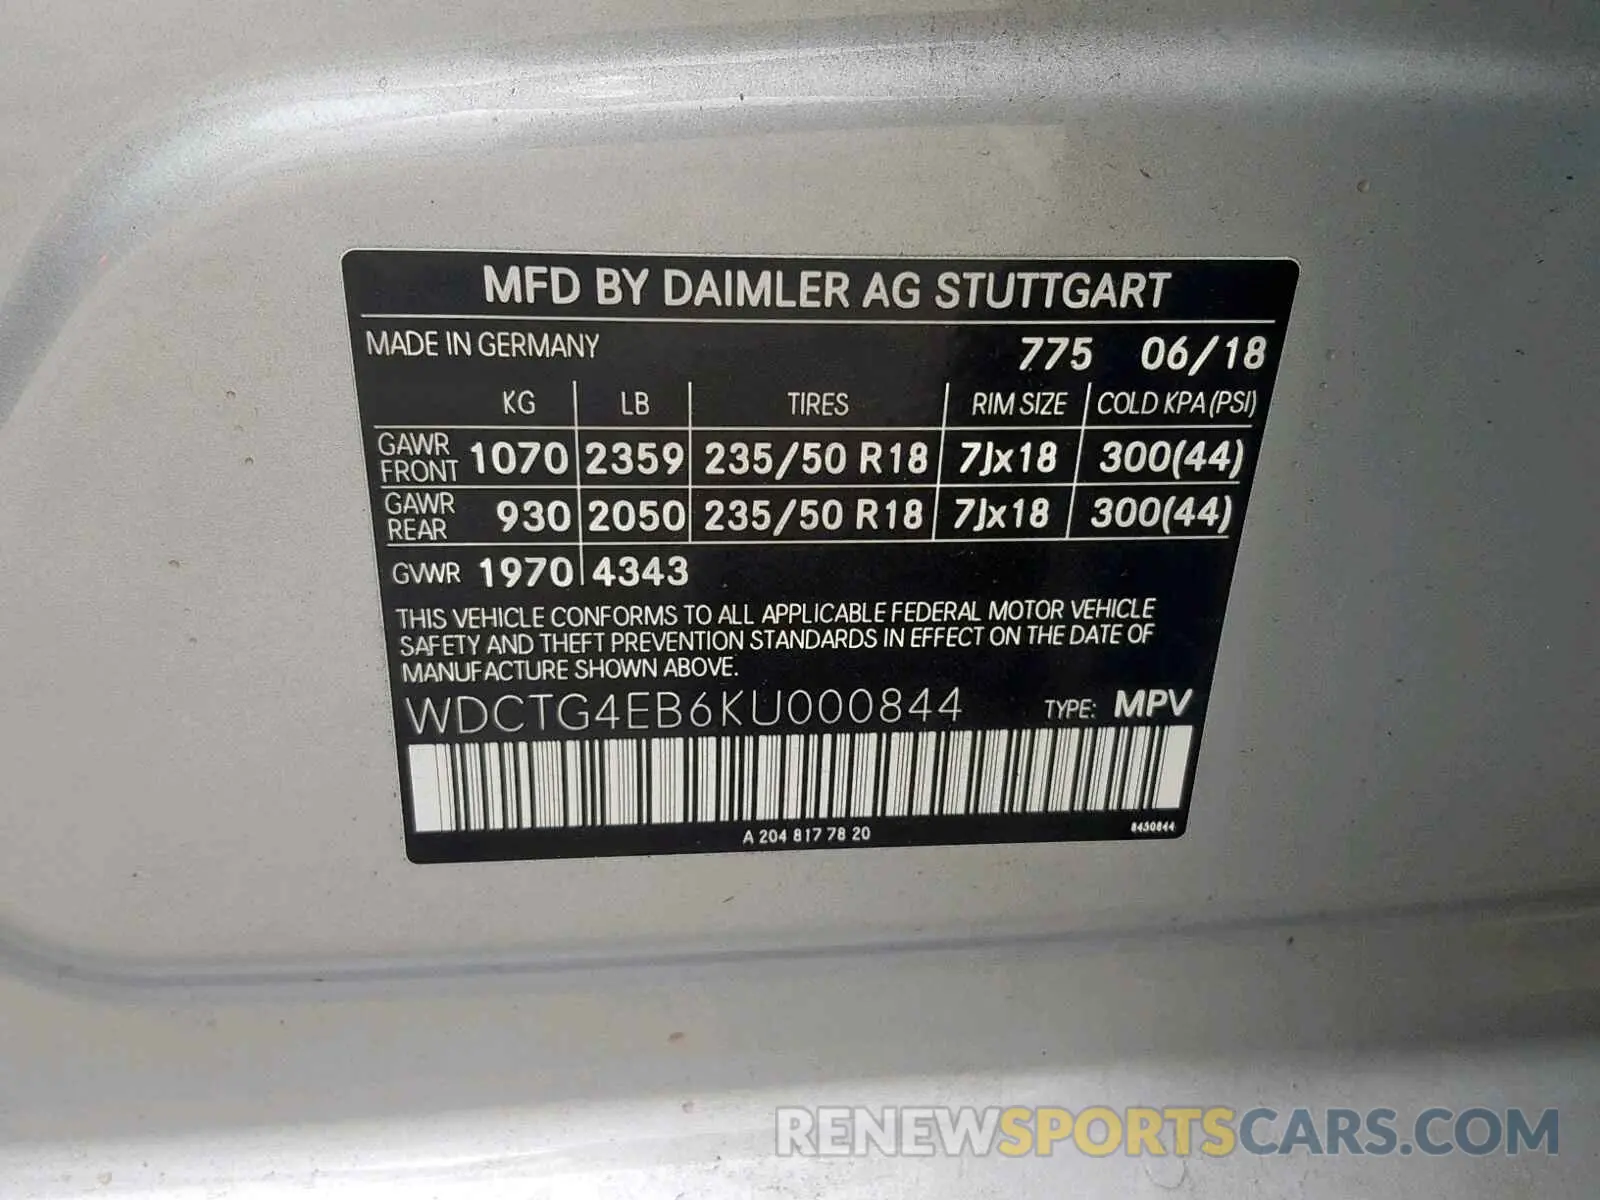 MFD BY DAIMLER AG STUTTGART
MADE IN GERMANY 775 06/18
KG LB TIRES RIM SIZE COLD KPA(PSI)
GAWR FRONT 1070 2359 235/50 R18 7Jx18 300(44)
GAWR REAR 930 2050 235/50 R18 7Jx18 300(44)
GVWR 1970 4343
THIS VEHICLE CONFORMS TO ALL APPLICABLE FEDERAL MOTOR VEHICLE
SAFETY AND THEFT PREVENTION STANDARDS IN EFFECT ON THE DATE OF
MANUFACTURE SHOWN ABOVE.
WDCTG4EB6KU000844 TYPE: MPV
A 204 817 78 20 8450844
RENEWSPORTSCARS.COM